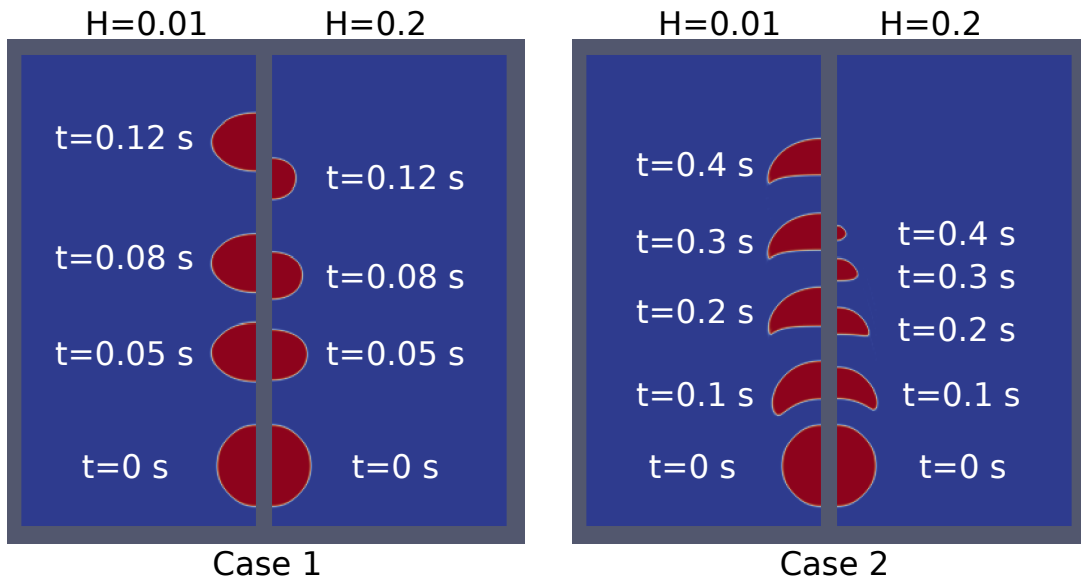 H=0.01
H=0.2
t=0.12 s
t=0.12 s
t=0.08 s
t=0.08 s
t=0.05 s
t=0.05 s
t=0 s
t=0 s
Case 1
H=0.01
H=0.2
t=0.4 s
t=0.4 s
t=0.3 s
t=0.3 s
t=0.2 s
t=0.2 s
t=0.1 s
t=0.1 s
t=0 s
t=0 s
Case 2